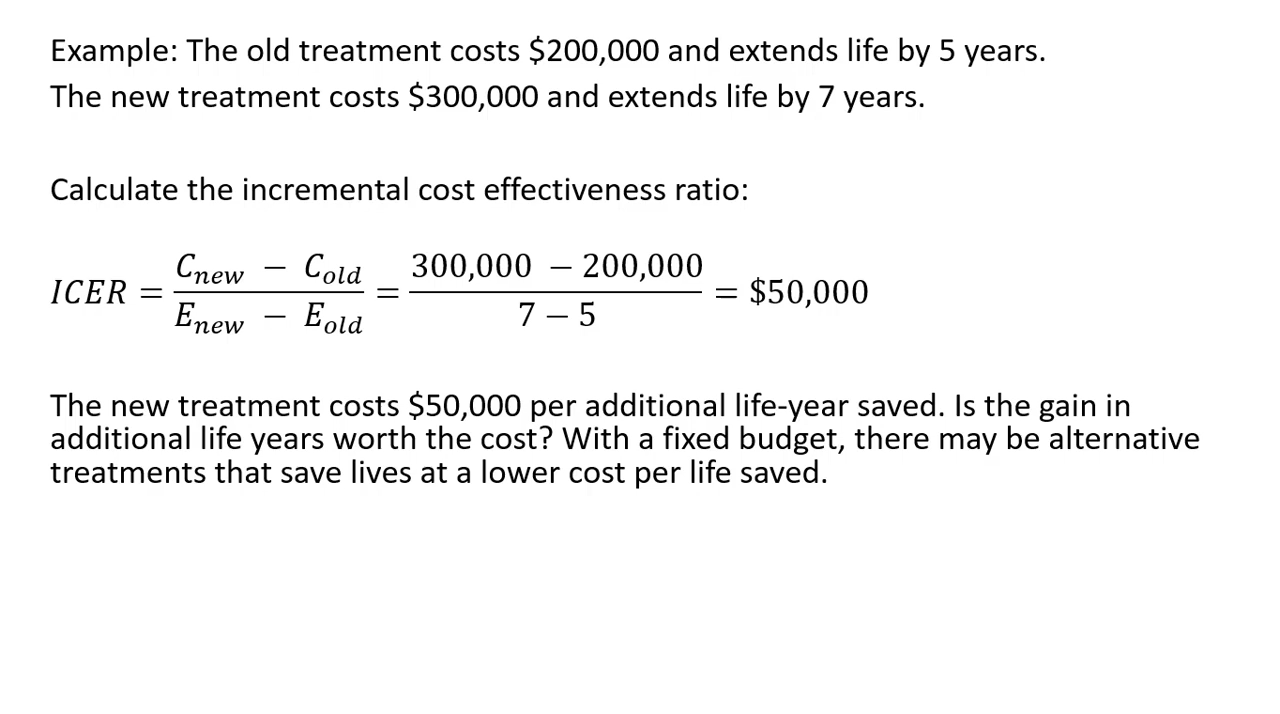 Example: The old treatment costs $200,000 and extends life by 5 years.
The new treatment costs $300,000 and extends life by 7 years.
Calculate the incremental cost effectiveness ratio:
ICER = (C_new − C_old) / (E_new − E_old) = (300,000 − 200,000) / (7 − 5) = $50,000
The new treatment costs $50,000 per additional life-year saved. Is the gain in
additional life years worth the cost? With a fixed budget, there may be alternative
treatments that save lives at a lower cost per life saved.